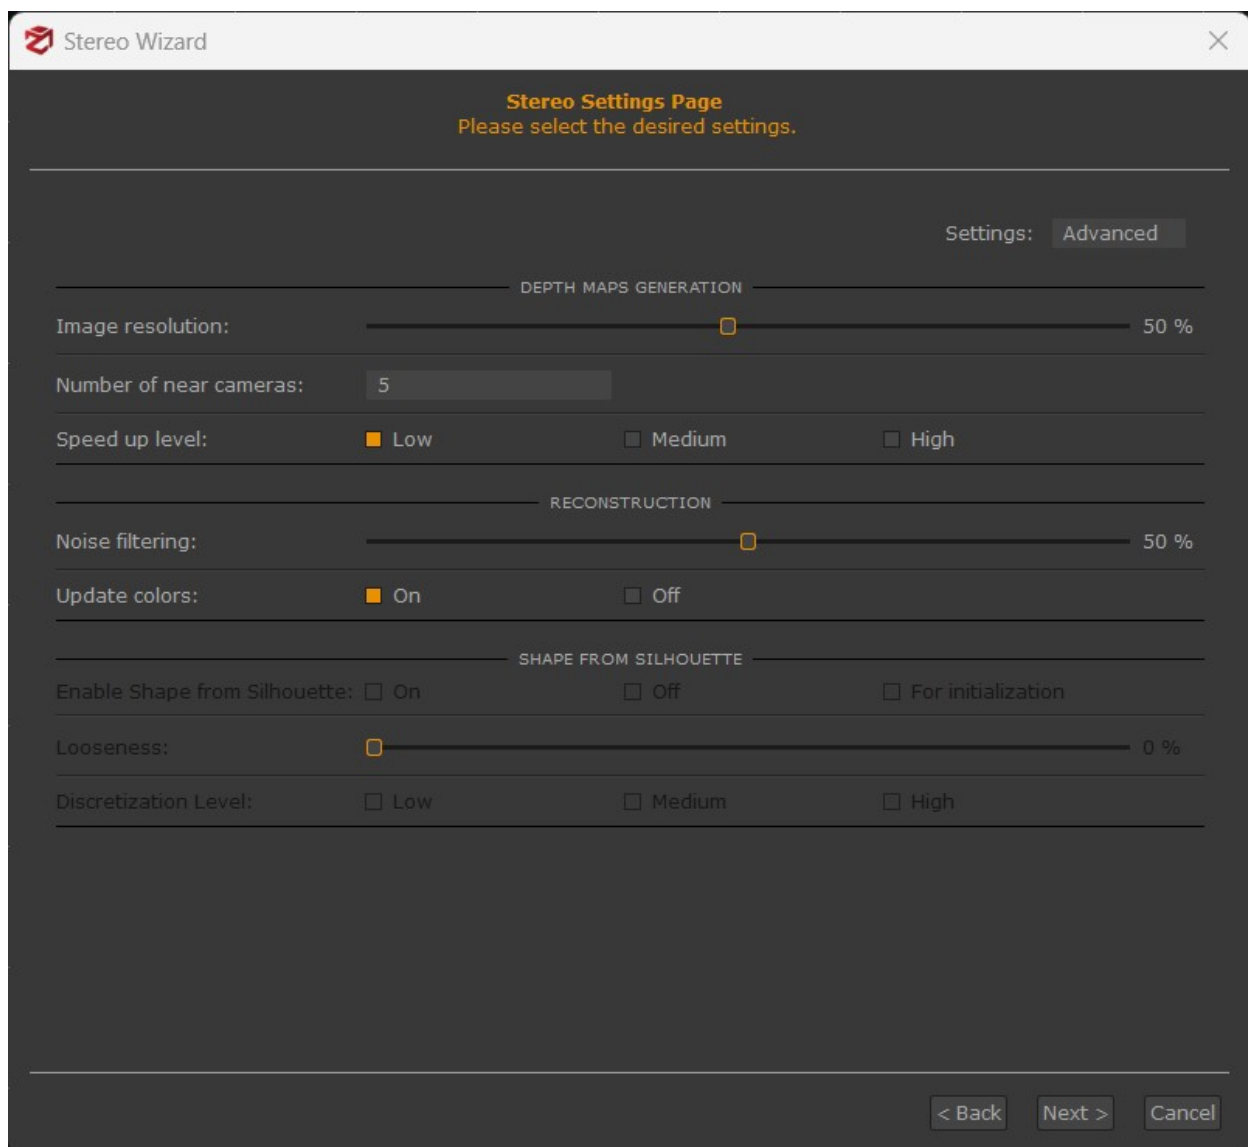 Stereo Wizard
Stereo Settings Page
Please select the desired settings.
Settings: Advanced
DEPTH MAPS GENERATION
Image resolution: 50 %
Number of near cameras: 5
Speed up level: Low Medium High
RECONSTRUCTION
Noise filtering: 50 %
Update colors: On Off
SHAPE FROM SILHOUETTE
Enable Shape from Silhouette: On Off For initialization
Looseness: 0 %
Discretization Level: Low Medium High
< Back Next > Cancel